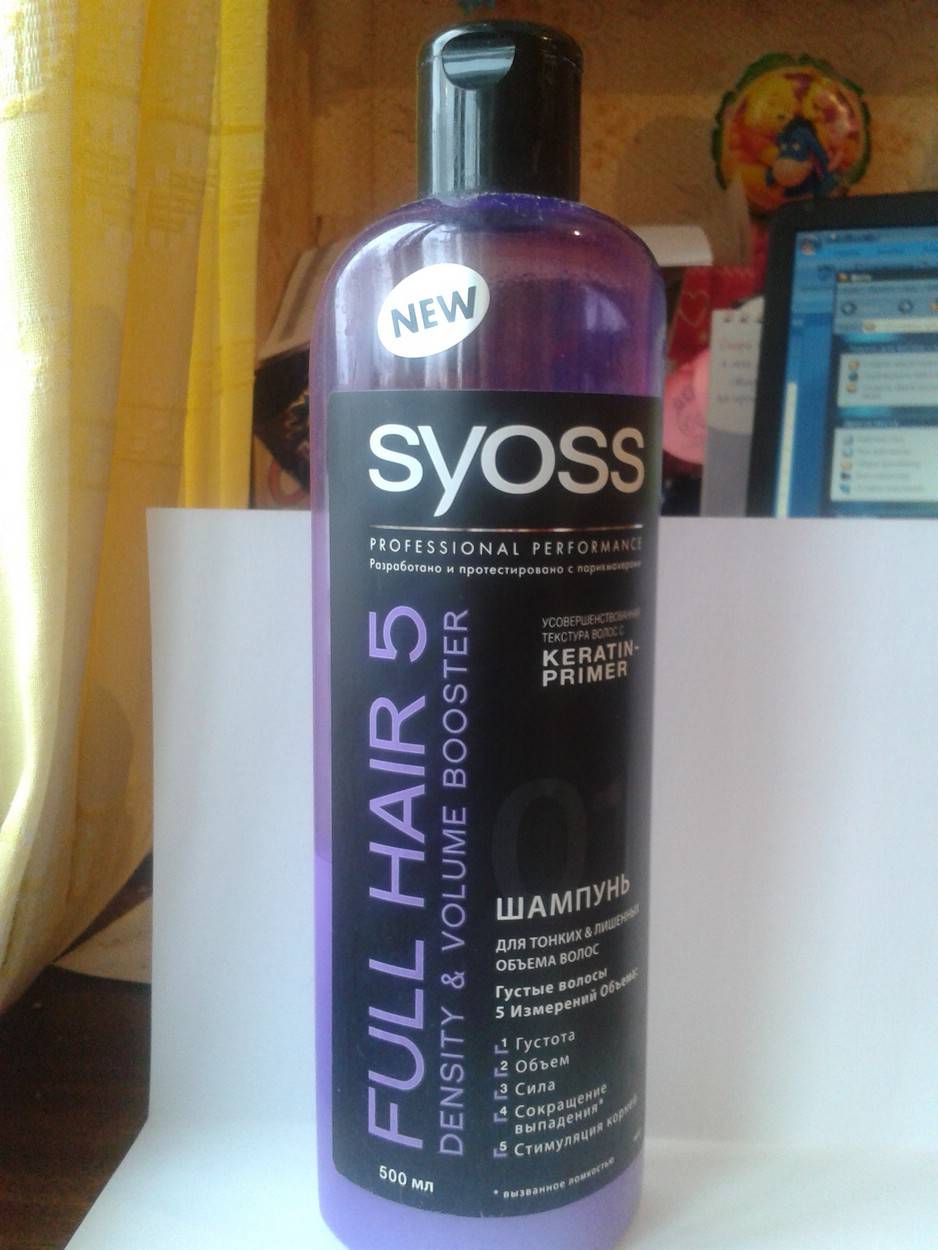 NEW
syoss
PROFESSIONAL PERFORMANCE
Разработано и протестировано с парикмахерами
FULL HAIR 5
DENSITY & VOLUME BOOSTER
УСОВЕРШЕНСТВОВАННАЯ
ТЕКСТУРА ВОЛОС С
KERATIN-
PRIMER
01
ШАМПУНЬ
ДЛЯ ТОНКИХ & ЛИШЕННЫХ
ОБЪЕМА ВОЛОС
Густые волосы
5 Измерений Объема:
1 Густота
2 Объем
3 Сила
4 Сокращение
выпадения*
5 Стимуляция корней
* вызванное ломкостью
500 мл